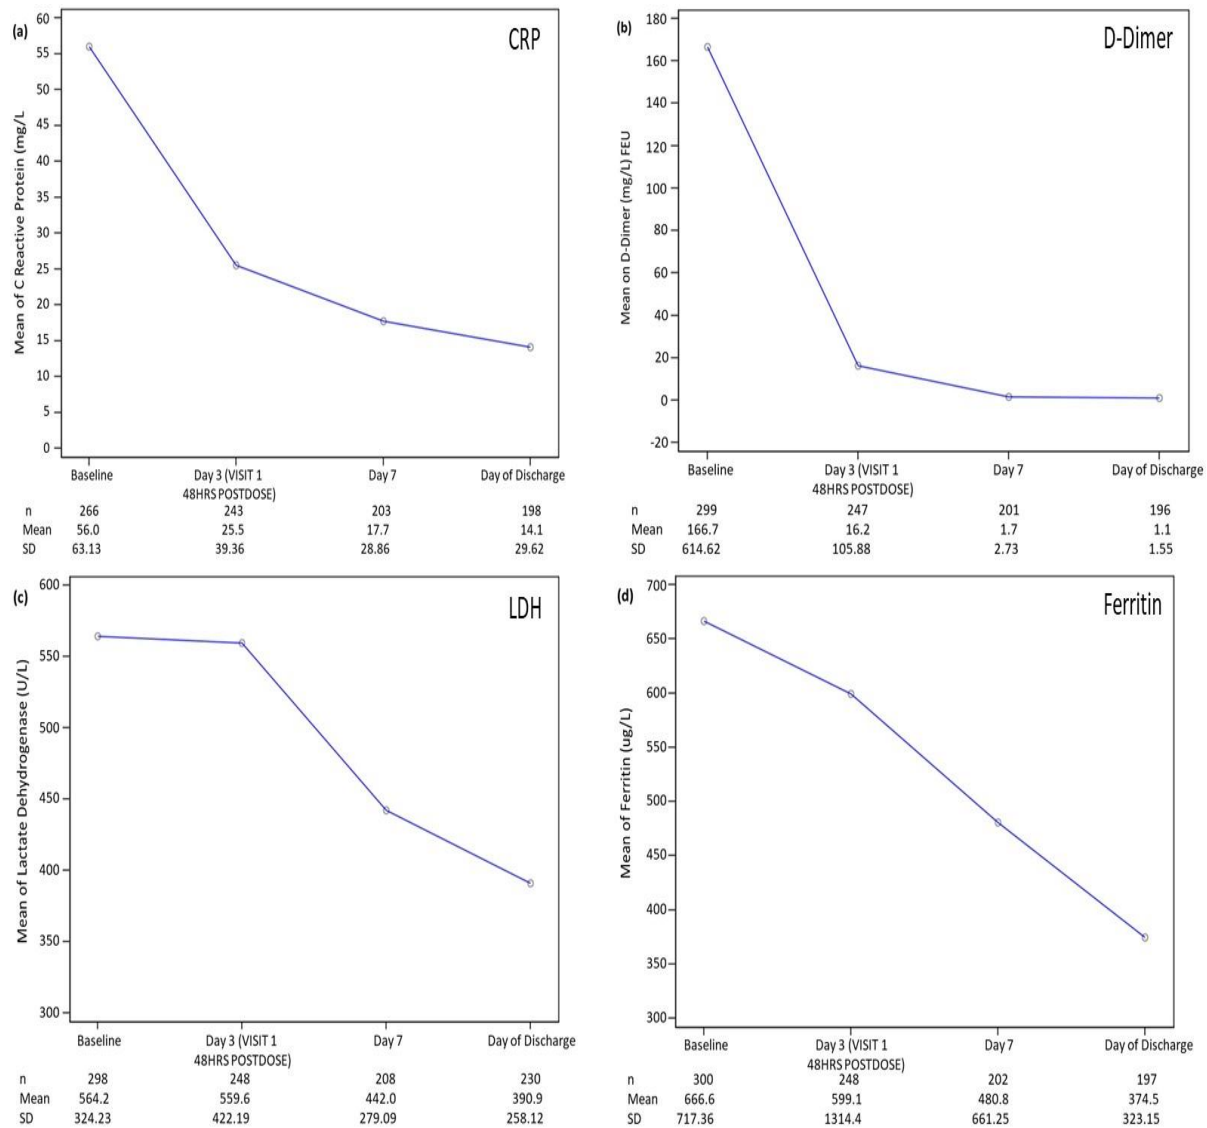 (a)
CRP
Mean of C Reactive Protein (mg/L
60
55
50
45
40
35
30
25
20
15
10
5
0
Baseline Day 3 (VISIT 1 Day 7 Day of Discharge
48HRS POSTDOSE)
n 266 243 203 198
Mean 56.0 25.5 17.7 14.1
SD 63.13 39.36 28.86 29.62
(b)
D-Dimer
Mean on D-Dimer (mg/L) FEU
180
160
140
120
100
80
60
40
20
0
-20
Baseline Day 3 (VISIT 1 Day 7 Day of Discharge
48HRS POSTDOSE)
n 299 247 201 196
Mean 166.7 16.2 1.7 1.1
SD 614.62 105.88 2.73 1.55
(c)
LDH
Mean of Lactate Dehydrogenase (U/L)
600
550
500
450
400
350
300
Baseline Day 3 (VISIT 1 Day 7 Day of Discharge
48HRS POSTDOSE)
n 298 248 208 230
Mean 564.2 559.6 442.0 390.9
SD 324.23 422.19 279.09 258.12
(d)
Ferritin
Mean of Ferritin (ug/L)
700
650
600
550
500
450
400
350
300
Baseline Day 3 (VISIT 1 Day 7 Day of Discharge
48HRS POSTDOSE)
n 300 248 202 197
Mean 666.6 599.1 480.8 374.5
SD 717.36 1314.4 661.25 323.15